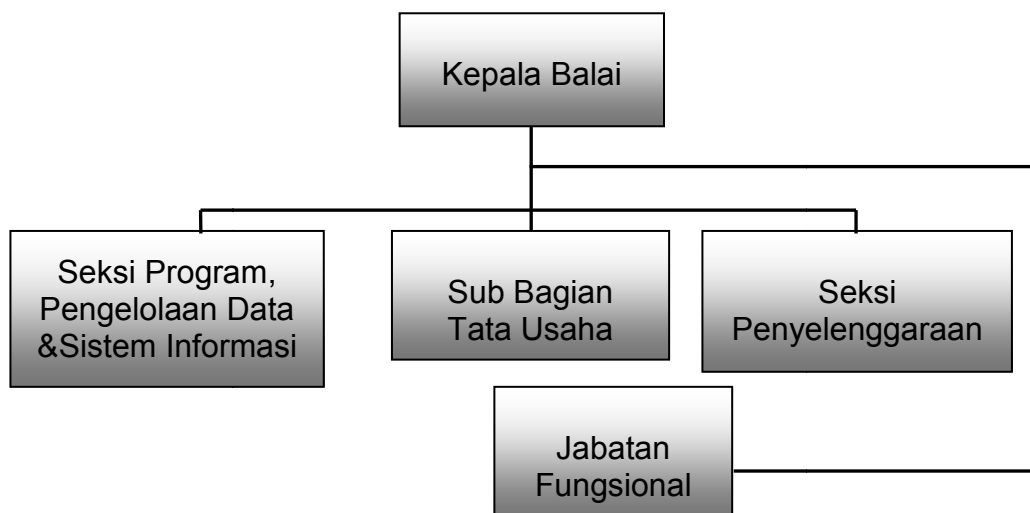 Kepala Balai
Seksi Program,
Pengelolaan Data
&Sistem Informasi
Sub Bagian
Tata Usaha
Seksi
Penyelenggaraan
Jabatan
Fungsional